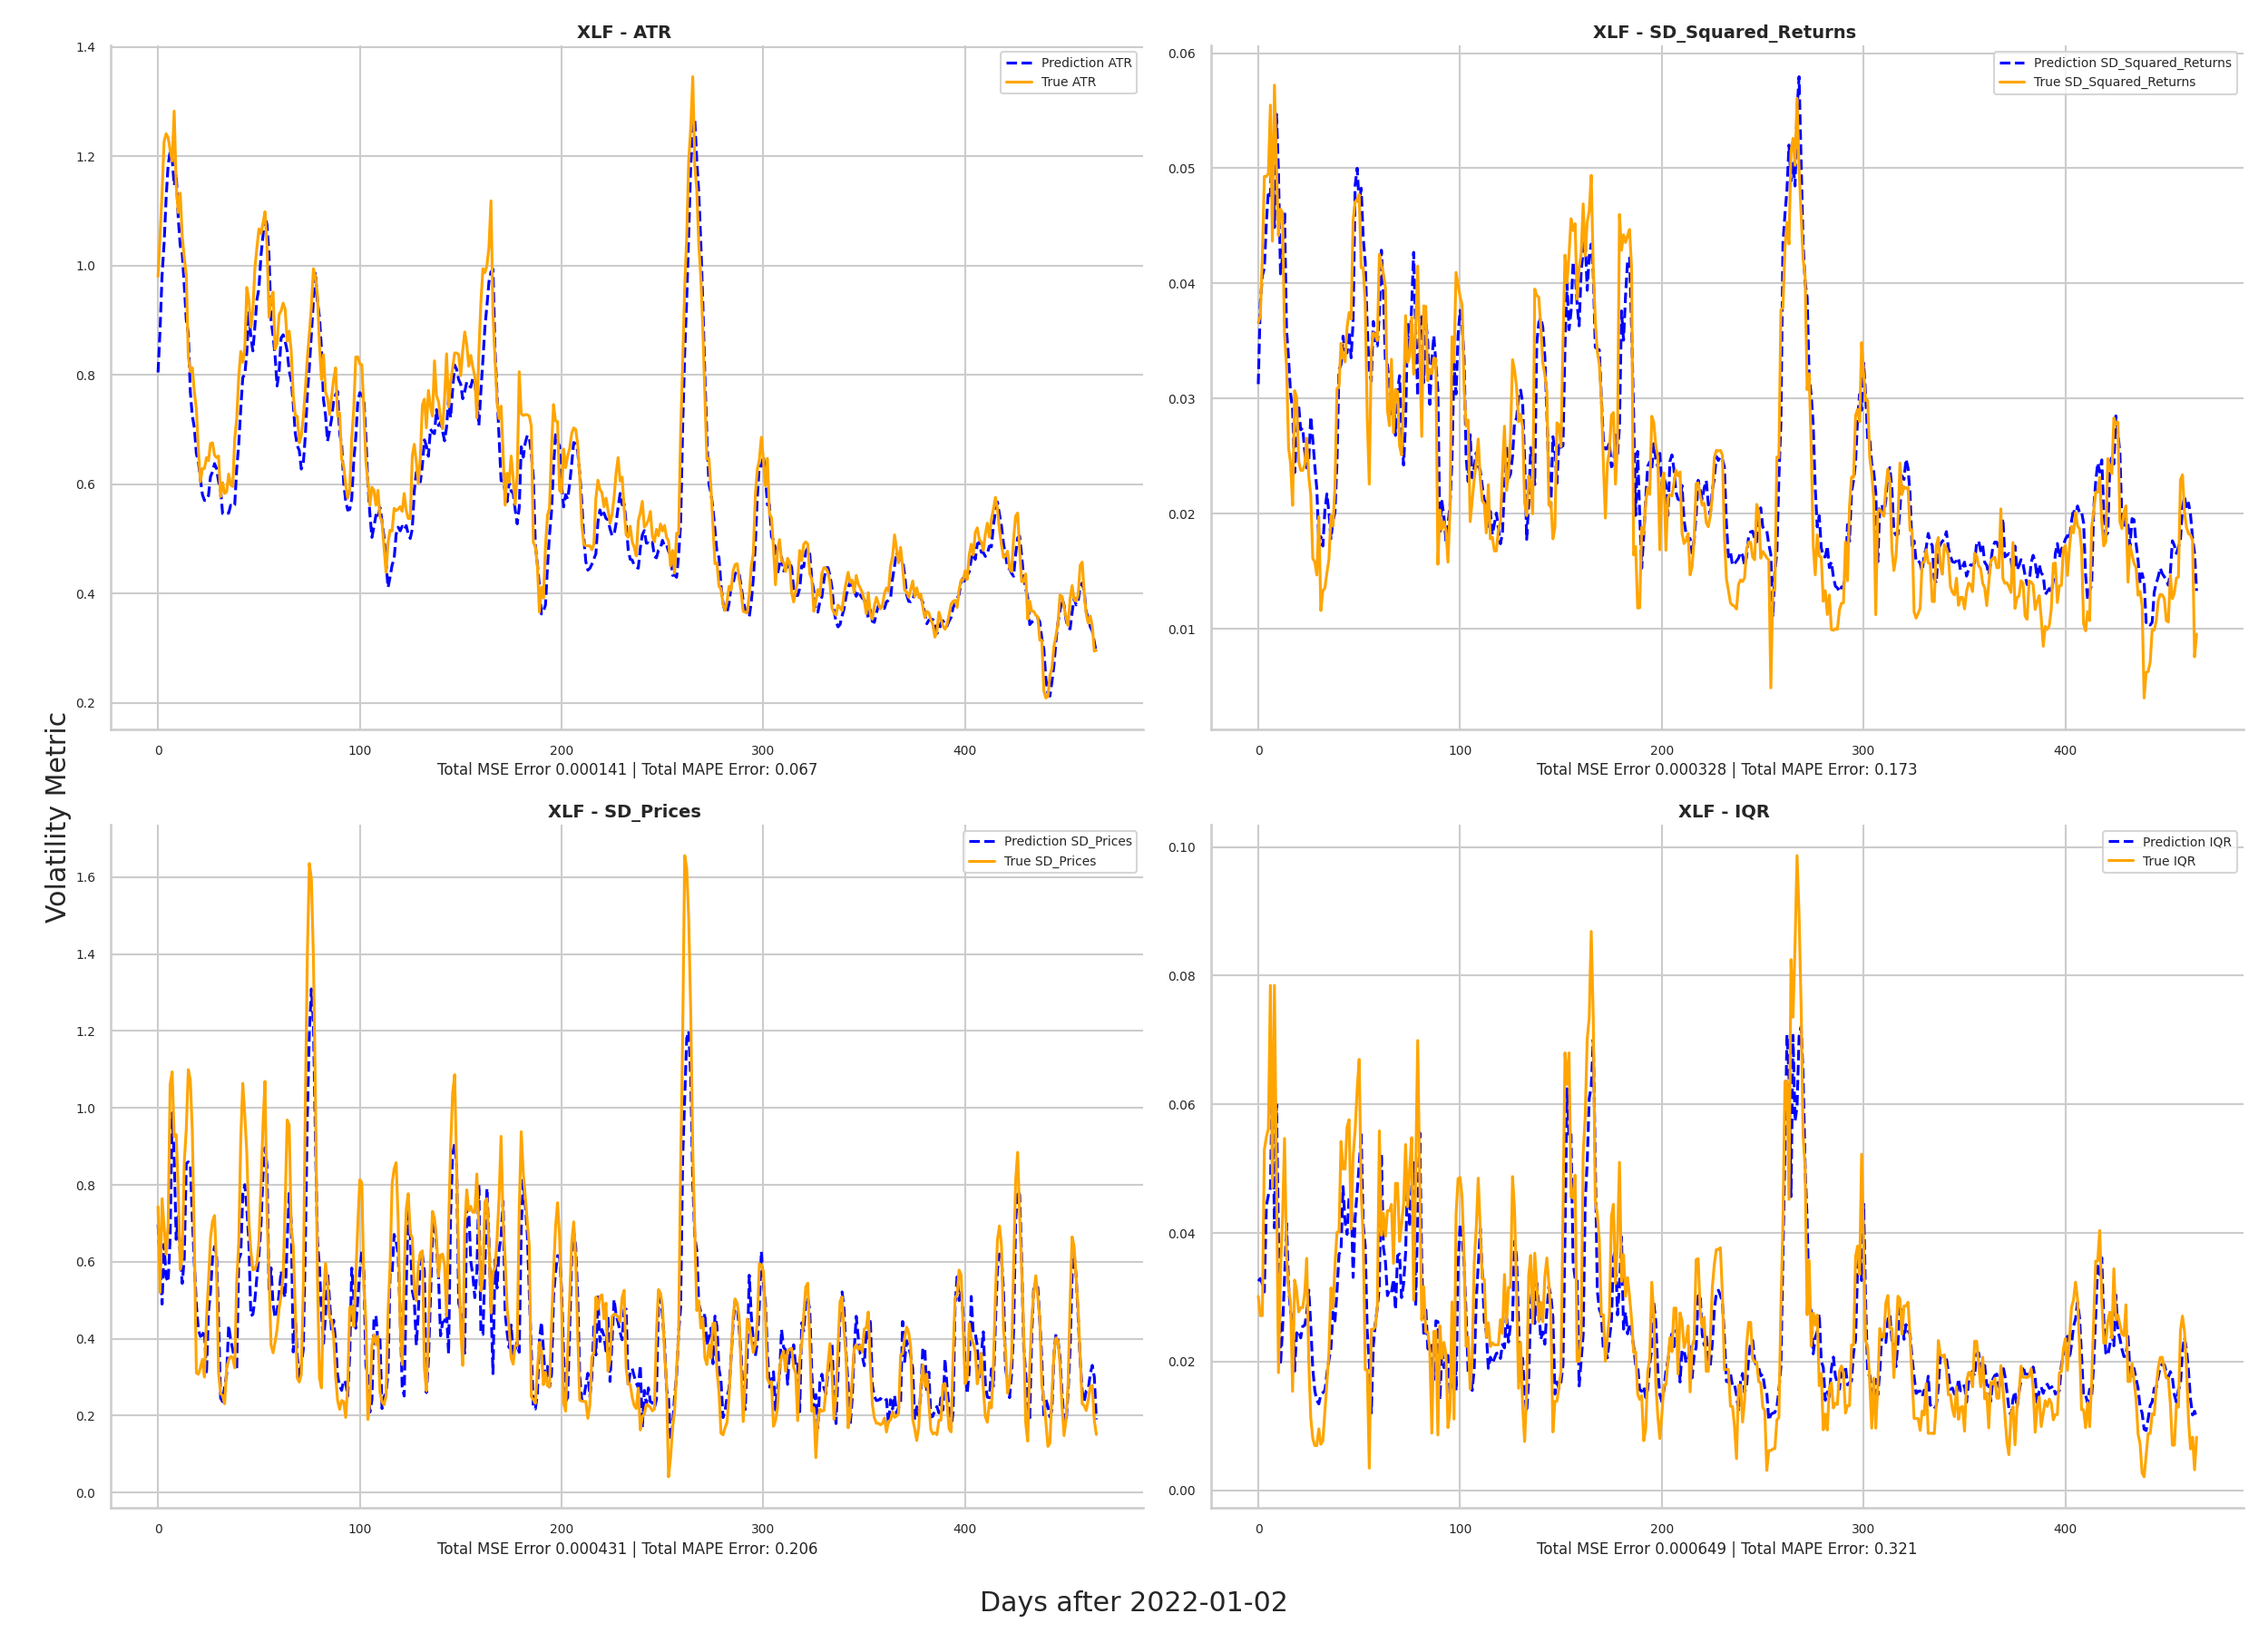 XLF - ATR
1.4
1.2
1.0
0.8
0.6
0.4
0.2
0 100 200 300 400
Prediction ATR
True ATR
Total MSE Error 0.000141 | Total MAPE Error: 0.067
XLF - SD_Squared_Returns
0.06
0.05
0.04
0.03
0.02
0.01
0 100 200 300 400
Prediction SD_Squared_Returns
True SD_Squared_Returns
Total MSE Error 0.000328 | Total MAPE Error: 0.173
Volatility Metric
XLF - SD_Prices
1.6
1.4
1.2
1.0
0.8
0.6
0.4
0.2
0.0
0 100 200 300 400
Prediction SD_Prices
True SD_Prices
Total MSE Error 0.000431 | Total MAPE Error: 0.206
XLF - IQR
0.10
0.08
0.06
0.04
0.02
0.00
0 100 200 300 400
Prediction IQR
True IQR
Total MSE Error 0.000649 | Total MAPE Error: 0.321
Days after 2022-01-02